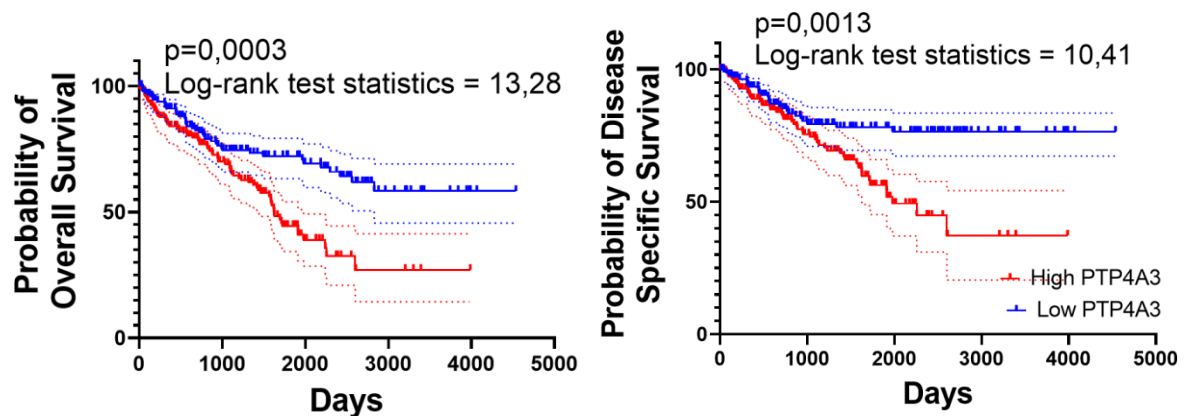 p=0,0003
Log-rank test statistics = 13,28
Probability of
Overall Survival
100
50
0
0 1000 2000 3000 4000 5000
Days
p=0,0013
Log-rank test statistics = 10,41
Probability of Disease
Specific Survival
100
50
0
High PTP4A3
Low PTP4A3
0 1000 2000 3000 4000 5000
Days